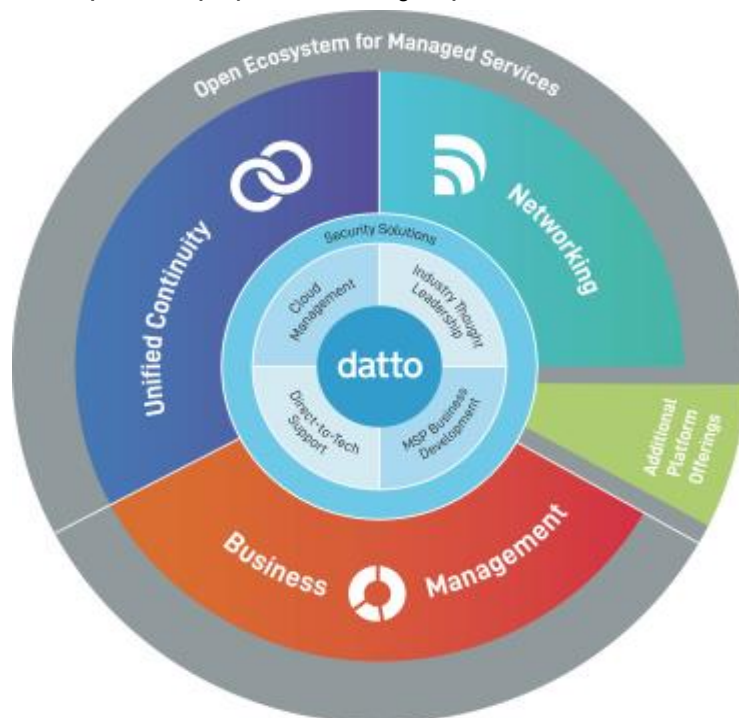 Open Ecosystem for Managed Services
Unified Continuity
Networking
Security Solutions
Cloud
Management
Industry Thought
Leadership
datto
Direct-to-Tech
Support
MSP Business
Development
Additional
Platform
Offerings
Business Management